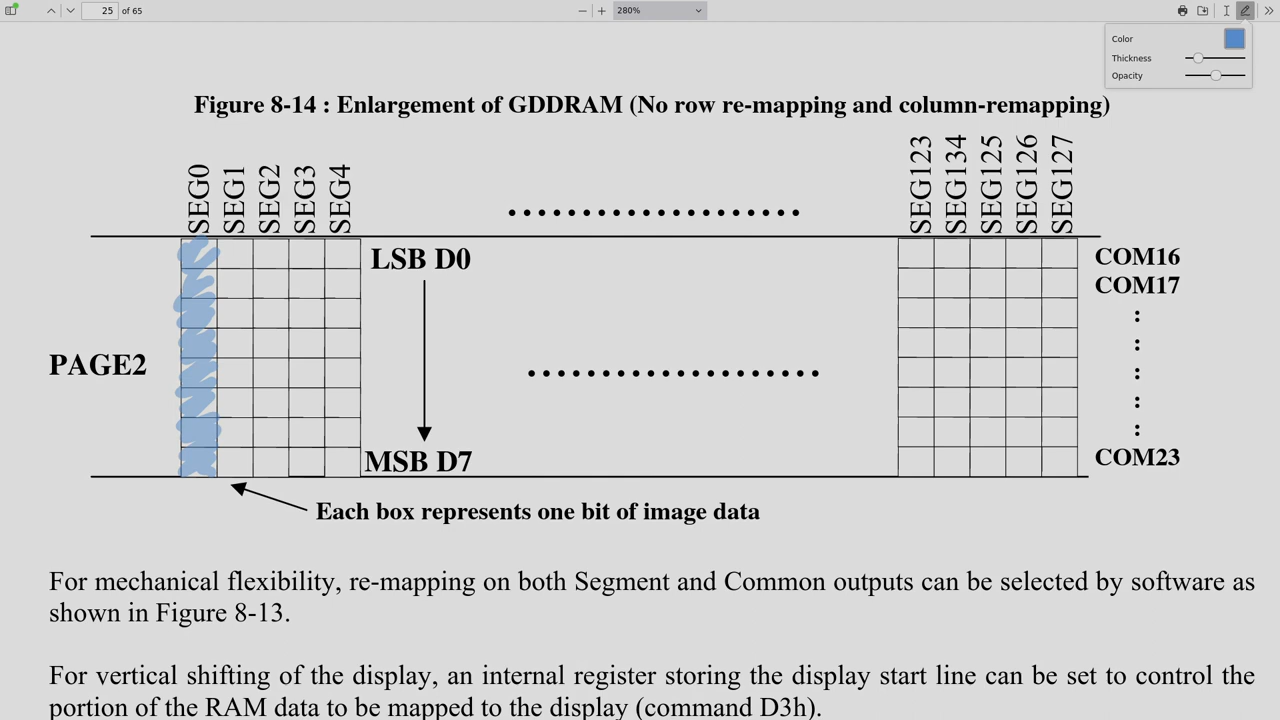 25 of 65
280%
Color
Thickness
Opacity
Figure 8-14 : Enlargement of GDDRAM (No row re-mapping and column-remapping)
SEG0 SEG1 SEG2 SEG3 SEG4 SEG123 SEG134 SEG125 SEG126 SEG127
LSB D0 COM16
COM17
PAGE2
MSB D7 COM23
Each box represents one bit of image data
For mechanical flexibility, re-mapping on both Segment and Common outputs can be selected by software as
shown in Figure 8-13.
For vertical shifting of the display, an internal register storing the display start line can be set to control the
portion of the RAM data to be mapped to the display (command D3h).